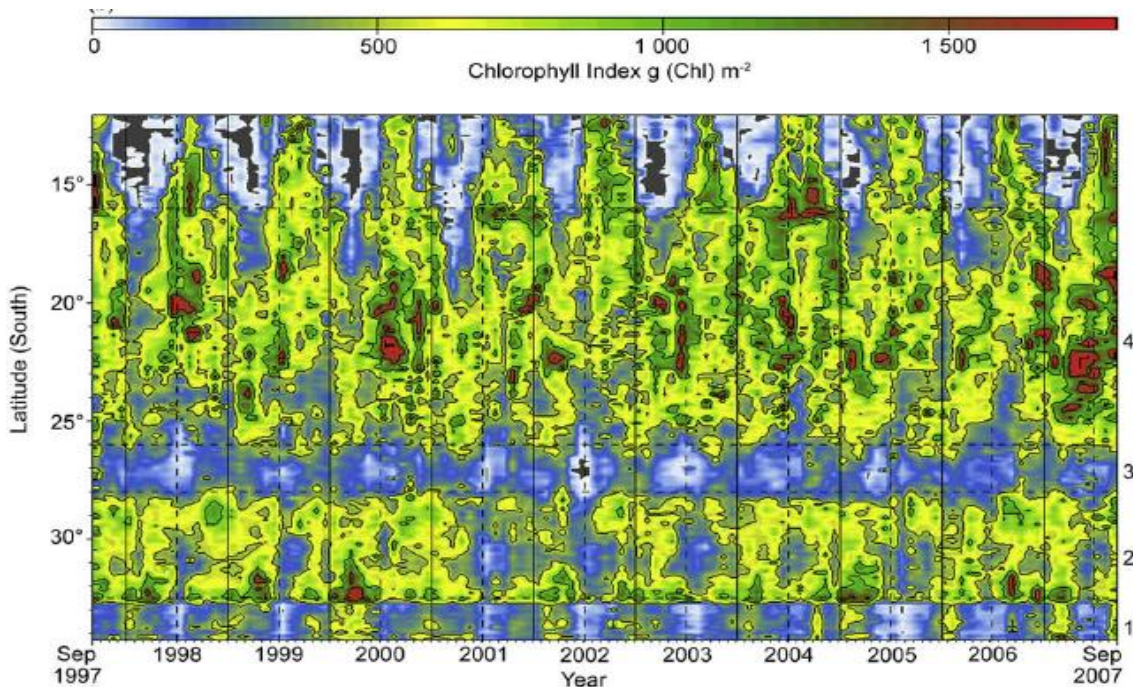 0 500 1 000 1 500
Chlorophyll Index g (Chl) m⁻²
Latitude (South)
15°
20°
25°
30°
4
3
2
1
Sep 1997
1998 1999 2000 2001 2002 2003 2004 2005 2006
Sep 2007
Year